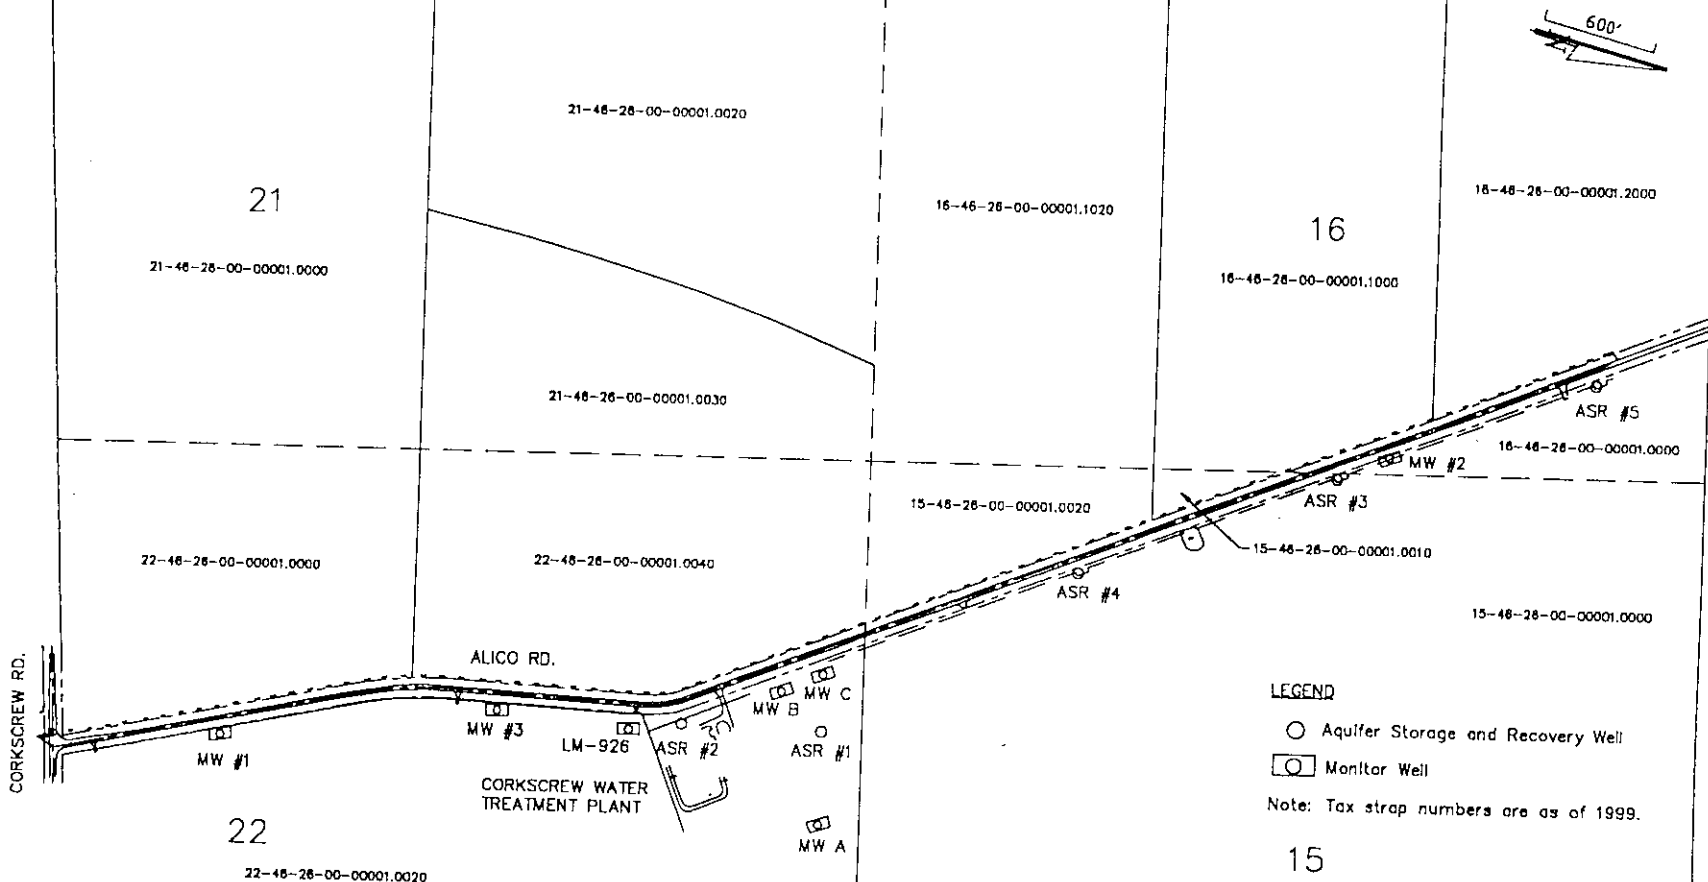 600'
N
21-46-26-00-00001.0020
21
16-46-26-00-00001.1020
16-46-26-00-00001.2000
16
21-46-26-00-00001.0000
16-46-26-00-00001.1000
21-46-26-00-00001.0030
ASR #5
16-46-26-00-00001.0000
MW #2
15-46-26-00-00001.0020
ASR #3
22-46-26-00-00001.0000
22-46-26-00-00001.0040
15-46-26-00-00001.0010
ASR #4
15-46-26-00-00001.0000
CORKSCREW RD.
ALICO RD.
MW C
MW B
MW #3
LM-926
ASR #2
ASR #1
MW #1
CORKSCREW WATER
TREATMENT PLANT
MW A
22
22-46-26-00-00001.0020
LEGEND
Aquifer Storage and Recovery Well
Monitor Well
Note: Tax strap numbers are as of 1999.
15